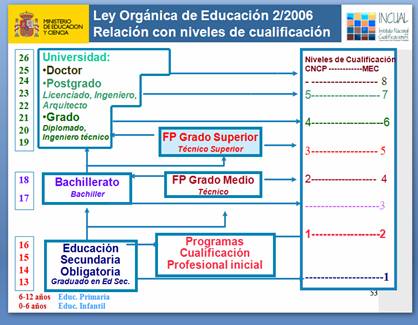 MINISTERIO
DE EDUCACIÓN
Y CIENCIA
Ley Orgánica de Educación 2/2006
Relación con niveles de cualificación
INCUAL
Instituto Nacional
Cualificaciones
26
25
24
23
22
21
20
19
18
17
16
15
14
13
Universidad:
•Doctor
•Postgrado
Licenciado, Ingeniero,
Arquitecto
•Grado
Diplomado,
Ingeniero técnico
FP Grado Superior
Técnico Superior
Bachillerato
Bachiller
FP Grado Medio
Técnico
Educación
Secundaria
Obligatoria
Graduado en Ed Sec.
Programas
Cualificación
Profesional inicial
Niveles de Cualificación
CNCP ------------MEC
--------------- 8
5---------------7
4---------------6
3---------------5
2---------------4
---------------3
1---------------2
---------------1
6-12 años Educ. Primaria
0-6 años Educ. Infantil
53